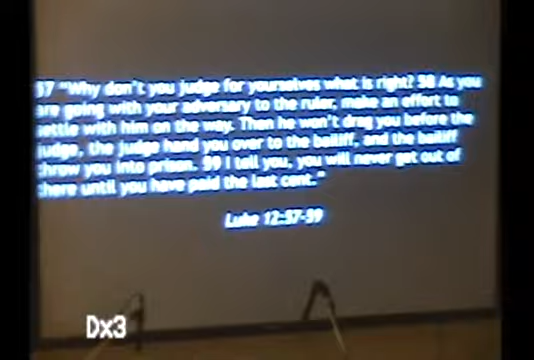 57 "Why don't you judge for yourselves what is right? 58 As you
are going with your adversary to the ruler, make an effort to
settle with him on the way. Then he won't drag you before the
judge, the judge hand you over to the bailiff, and the bailiff
throw you into prison. 59 I tell you, you will never get out of
there until you have paid the last cent."
Luke 12:57-59
Dx3